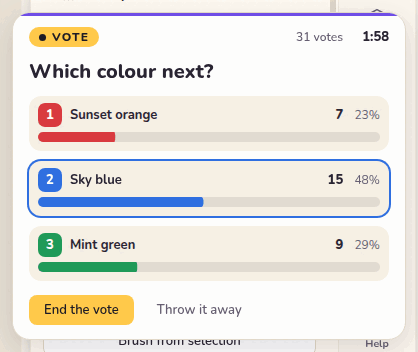 VOTE
31 votes 1:58
Which colour next?
1 Sunset orange 7 23%
2 Sky blue 15 48%
3 Mint green 9 29%
End the vote Throw it away
Brush from selection
Help